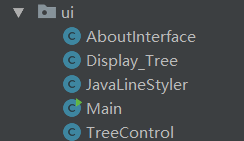 ui
AboutInterface
Display_Tree
JavaLineStyler
Main
TreeControl